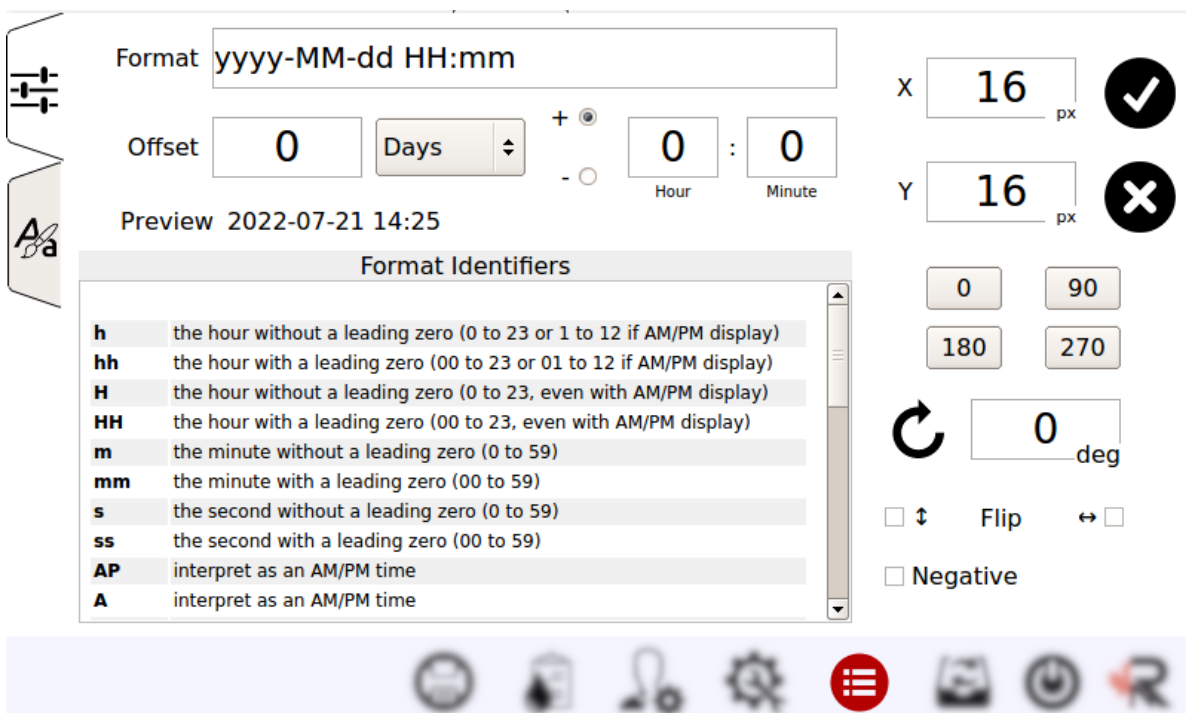 Format yyyy-MM-dd HH:mm
X 16 px
Offset 0 Days + - 0 : 0
Hour Minute
Y 16 px
Preview 2022-07-21 14:25
Format Identifiers
h the hour without a leading zero (0 to 23 or 1 to 12 if AM/PM display)
hh the hour with a leading zero (00 to 23 or 01 to 12 if AM/PM display)
H the hour without a leading zero (0 to 23, even with AM/PM display)
HH the hour with a leading zero (00 to 23, even with AM/PM display)
m the minute without a leading zero (0 to 59)
mm the minute with a leading zero (00 to 59)
s the second without a leading zero (0 to 59)
ss the second with a leading zero (00 to 59)
AP interpret as an AM/PM time
A interpret as an AM/PM time
0 90
180 270
0 deg
↕ Flip ↔
Negative
Aa
R